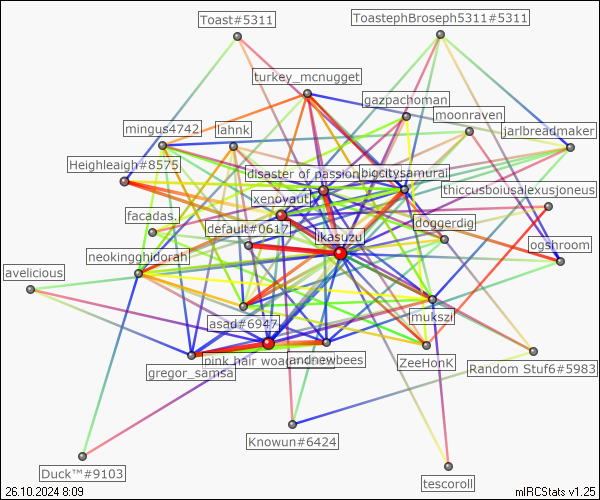 Toast#5311
ToastephBroseph5311#5311
turkey_mcnugget
gazpachoman
moonraven
mingus4742
lahnk
jarlbreadmaker
Heighleaigh#8575
disaster of passion
bigcitysamurai
thiccusboiusalexusjoneus
xenoyaut
facadas.
default#0617
ikasuzu
doggerdig
ogshroom
neokingghidorah
avelicious
asad#6947
mukszi
pink hair
andrewbees
ZeeHonK
gregor_samsa
Random Stuf6#5983
Knowun#6424
Duck™#9103
tescoroll
26.10.2024 8:09
mIRCStats v1.25